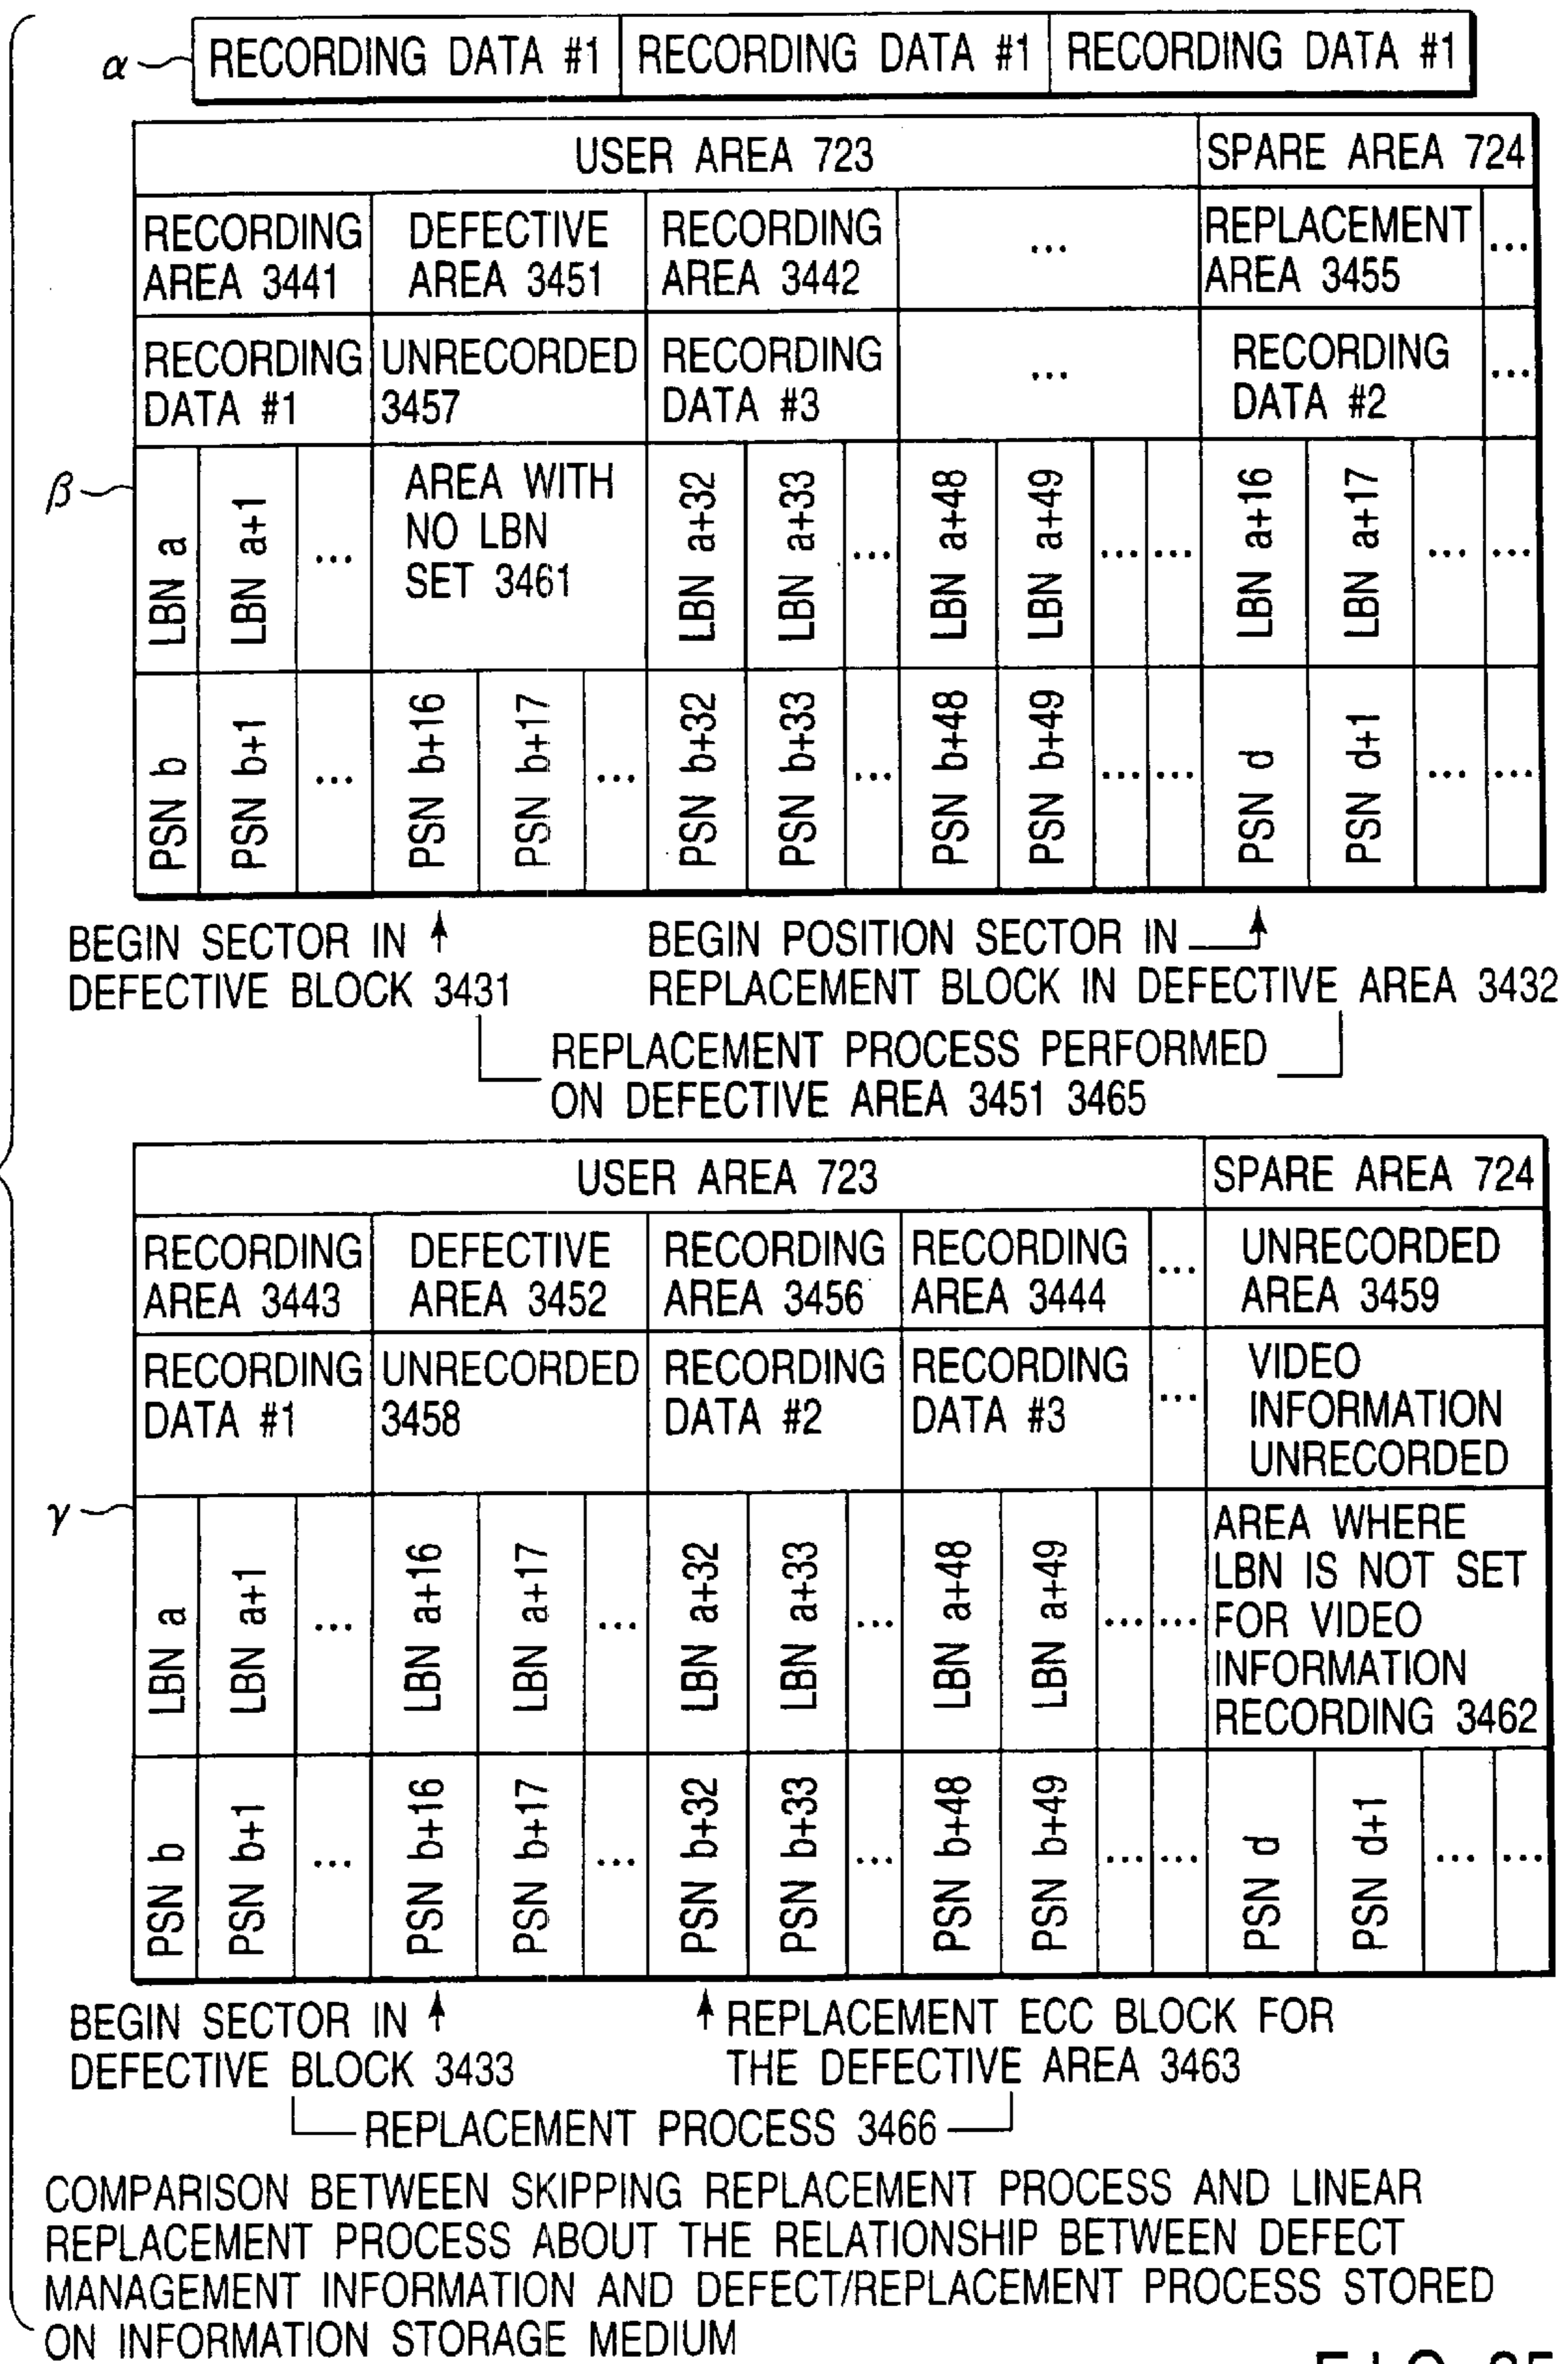 α
RECORDING DATA #1 RECORDING DATA #1 RECORDING DATA #1
USER AREA 723 SPARE AREA 724
RECORDING AREA 3441
DEFECTIVE AREA 3451
RECORDING AREA 3442
...
REPLACEMENT AREA 3455
...
RECORDING DATA #1
UNRECORDED 3457
RECORDING DATA #3
...
RECORDING DATA #2
...
β
LBN a
LBN a+1
...
AREA WITH
NO LBN
SET 3461
LBN a+32
LBN a+33
...
LBN a+48
LBN a+49
...
...
LBN a+16
LBN a+17
...
...
PSN b
PSN b+1
...
PSN b+16
PSN b+17
...
PSN b+32
PSN b+33
...
PSN b+48
PSN b+49
...
...
PSN d
PSN d+1
...
...
BEGIN SECTOR IN
DEFECTIVE BLOCK 3431
BEGIN POSITION SECTOR IN
REPLACEMENT BLOCK IN DEFECTIVE AREA 3432
REPLACEMENT PROCESS PERFORMED
ON DEFECTIVE AREA 3451 3465
USER AREA 723 SPARE AREA 724
RECORDING AREA 3443
DEFECTIVE AREA 3452
RECORDING AREA 3456
RECORDING AREA 3444
...
UNRECORDED AREA 3459
RECORDING DATA #1
UNRECORDED 3458
RECORDING DATA #2
RECORDING DATA #3
...
VIDEO
INFORMATION
UNRECORDED
γ
LBN a
LBN a+1
...
LBN a+16
LBN a+17
...
LBN a+32
LBN a+33
...
LBN a+48
LBN a+49
...
...
AREA WHERE
LBN IS NOT SET
FOR VIDEO
INFORMATION
RECORDING 3462
PSN b
PSN b+1
...
PSN b+16
PSN b+17
...
PSN b+32
PSN b+33
...
PSN b+48
PSN b+49
...
...
PSN d
PSN d+1
...
...
BEGIN SECTOR IN
DEFECTIVE BLOCK 3433
REPLACEMENT ECC BLOCK FOR
THE DEFECTIVE AREA 3463
REPLACEMENT PROCESS 3466
COMPARISON BETWEEN SKIPPING REPLACEMENT PROCESS AND LINEAR
REPLACEMENT PROCESS ABOUT THE RELATIONSHIP BETWEEN DEFECT
MANAGEMENT INFORMATION AND DEFECT/REPLACEMENT PROCESS STORED
ON INFORMATION STORAGE MEDIUM